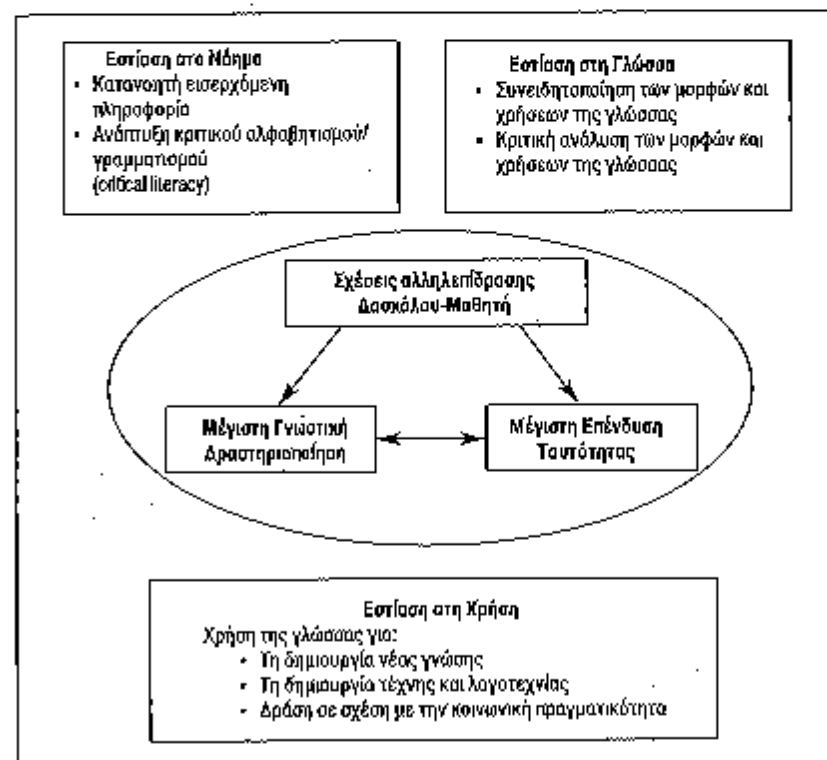 Εστίαση στο Νόημα
• Κατανοητή εισερχόμενη
πληροφορία
• Ανάπτυξη κριτικού αλφαβητισμού/
γραμματισμού
(critical literacy)
Εστίαση στη Γλώσσα
• Συνειδητοποίηση των μορφών και
χρήσεων της γλώσσας
• Κριτική ανάλυση των μορφών και
χρήσεων της γλώσσας
Σχέσεις αλληλεπίδρασης
Δασκάλου-Μαθητή
Μέγιστη Γνωστική
Δραστηριοποίηση
Μέγιστη Επένδυση
Ταυτότητας
Εστίαση στη Χρήση
Χρήση της γλώσσας για:
• Τη δημιουργία νέας γνώσης
• Τη δημιουργία τέχνης και λογοτεχνίας
• Δράση σε σχέση με την κοινωνική πραγματικότητα